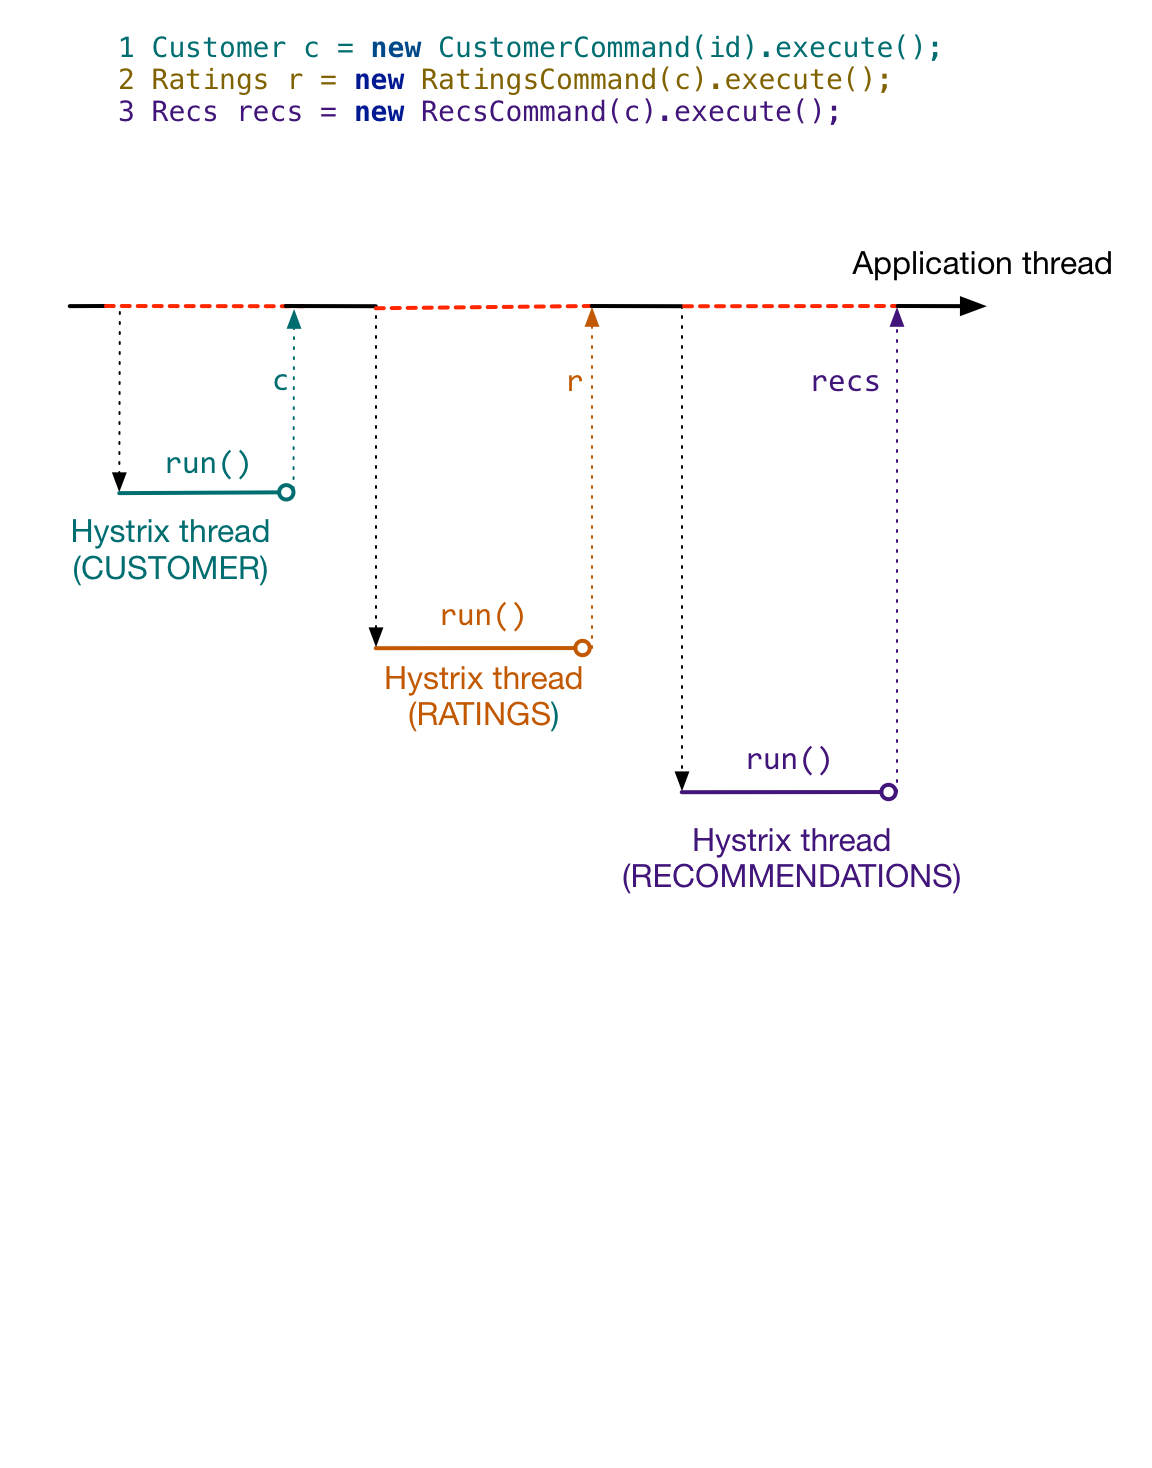 1 Customer c = new CustomerCommand(id).execute();
2 Ratings r = new RatingsCommand(c).execute();
3 Recs recs = new RecsCommand(c).execute();
Application thread
c
r
recs
run()
Hystrix thread
(CUSTOMER)
run()
Hystrix thread
(RATINGS)
run()
Hystrix thread
(RECOMMENDATIONS)